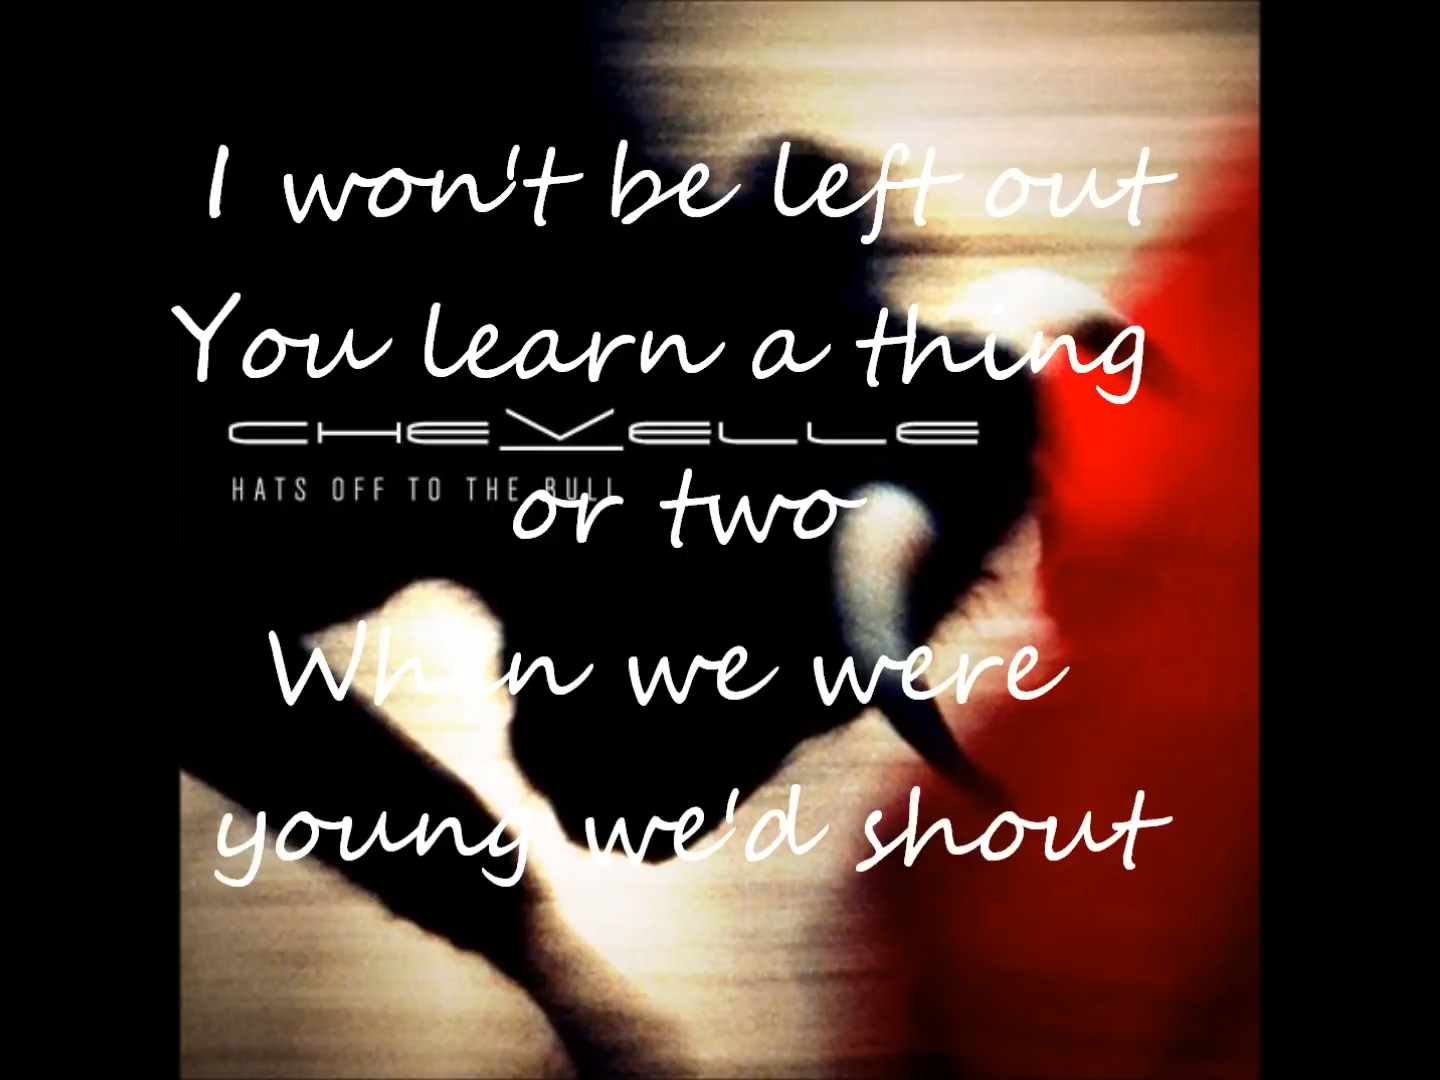 I won't be left out
You learn a thing
CHEVELLE
HATS OFF TO THE BULL
or two
When we were
young we'd shout